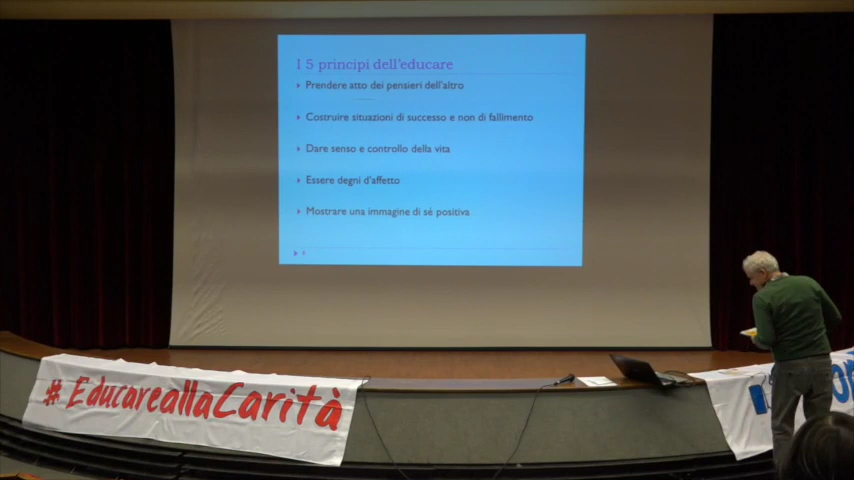 I 5 principi dell'educare
Prendere atto dei pensieri dell'altro
Costruire situazioni di successo e non di fallimento
Dare senso e controllo della vita
Essere degni d'affetto
Mostrare una immagine di sé positiva
#EducareallaCarità